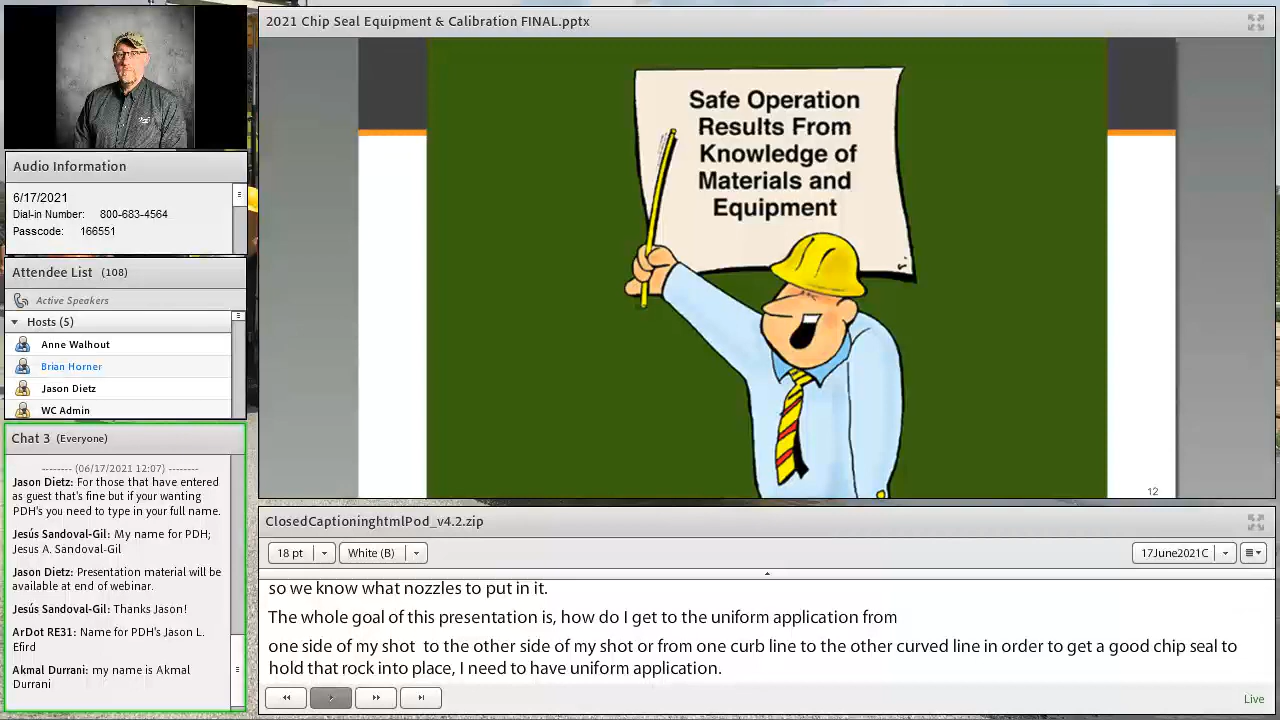 Audio Information
6/17/2021
Dial-in Number: 800-683-4564
Passcode: 166551
Attendee List (108)
Active Speakers
Hosts (5)
Anne Walhout
Brian Horner
Jason Dietz
WC Admin
Chat 3 (Everyone)
-------- (06/17/2021 12:07) --------
Jason Dietz: For those that have entered
as guest that's fine but if your wanting
PDH's you need to type in your full name.
Jesús Sandoval-Gil: My name for PDH;
Jesus A. Sandoval-Gil
Jason Dietz: Presentation material will be
available at end of webinar.
Jesús Sandoval-Gil: Thanks Jason!
ArDot RE31: Name for PDH's Jason L.
Efird
Akmal Durrani: my name is Akmal
Durrani
2021 Chip Seal Equipment & Calibration FINAL.pptx
Safe Operation
Results From
Knowledge of
Materials and
Equipment
12
ClosedCaptioninghtmlPod_v4.2.zip
18 pt
White (B)
17June2021C
so we know what nozzles to put in it.
The whole goal of this presentation is, how do I get to the uniform application from
one side of my shot to the other side of my shot or from one curb line to the other curved line in order to get a good chip seal to
hold that rock into place, I need to have uniform application.
Live